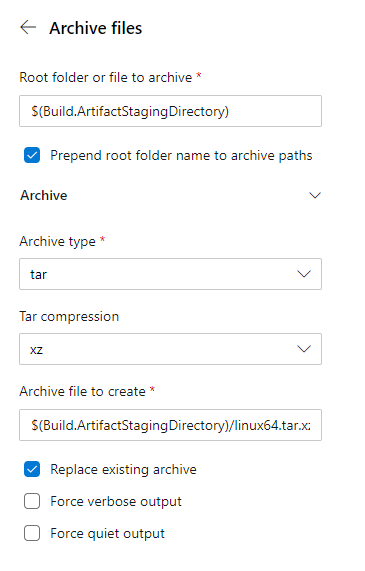 Archive files
Root folder or file to archive *
$(Build.ArtifactStagingDirectory)
Prepend root folder name to archive paths
Archive
Archive type *
tar
Tar compression
xz
Archive file to create *
$(Build.ArtifactStagingDirectory)/linux64.tar.x
Replace existing archive
Force verbose output
Force quiet output